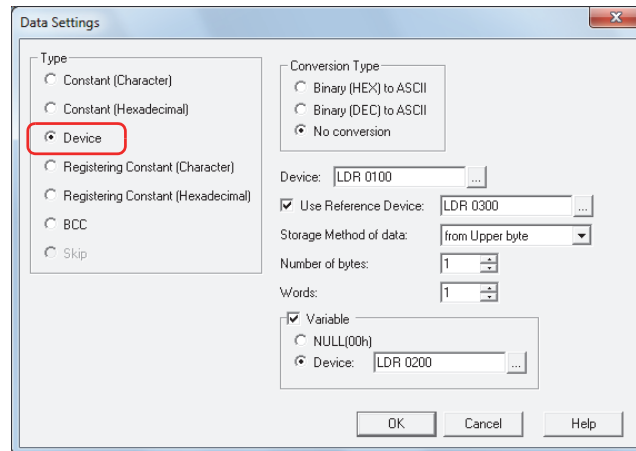 Data Settings
Type
Constant (Character)
Constant (Hexadecimal)
Device
Registering Constant (Character)
Registering Constant (Hexadecimal)
BCC
Skip
Conversion Type
Binary (HEX) to ASCII
Binary (DEC) to ASCII
No conversion
Device: LDR 0100 ...
Use Reference Device: LDR 0300 ...
Storage Method of data: from Upper byte
Number of bytes: 1
Words: 1
Variable
NULL(00h)
Device: LDR 0200 ...
OK Cancel Help